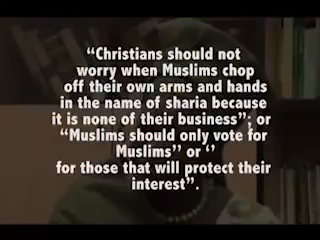 “Christians should not
worry when Muslims chop
off their own arms and hands
in the name of sharia because
it is none of their business”; or
“Muslims should only vote for
Muslims” or ‘’
for those that will protect their
interest”.